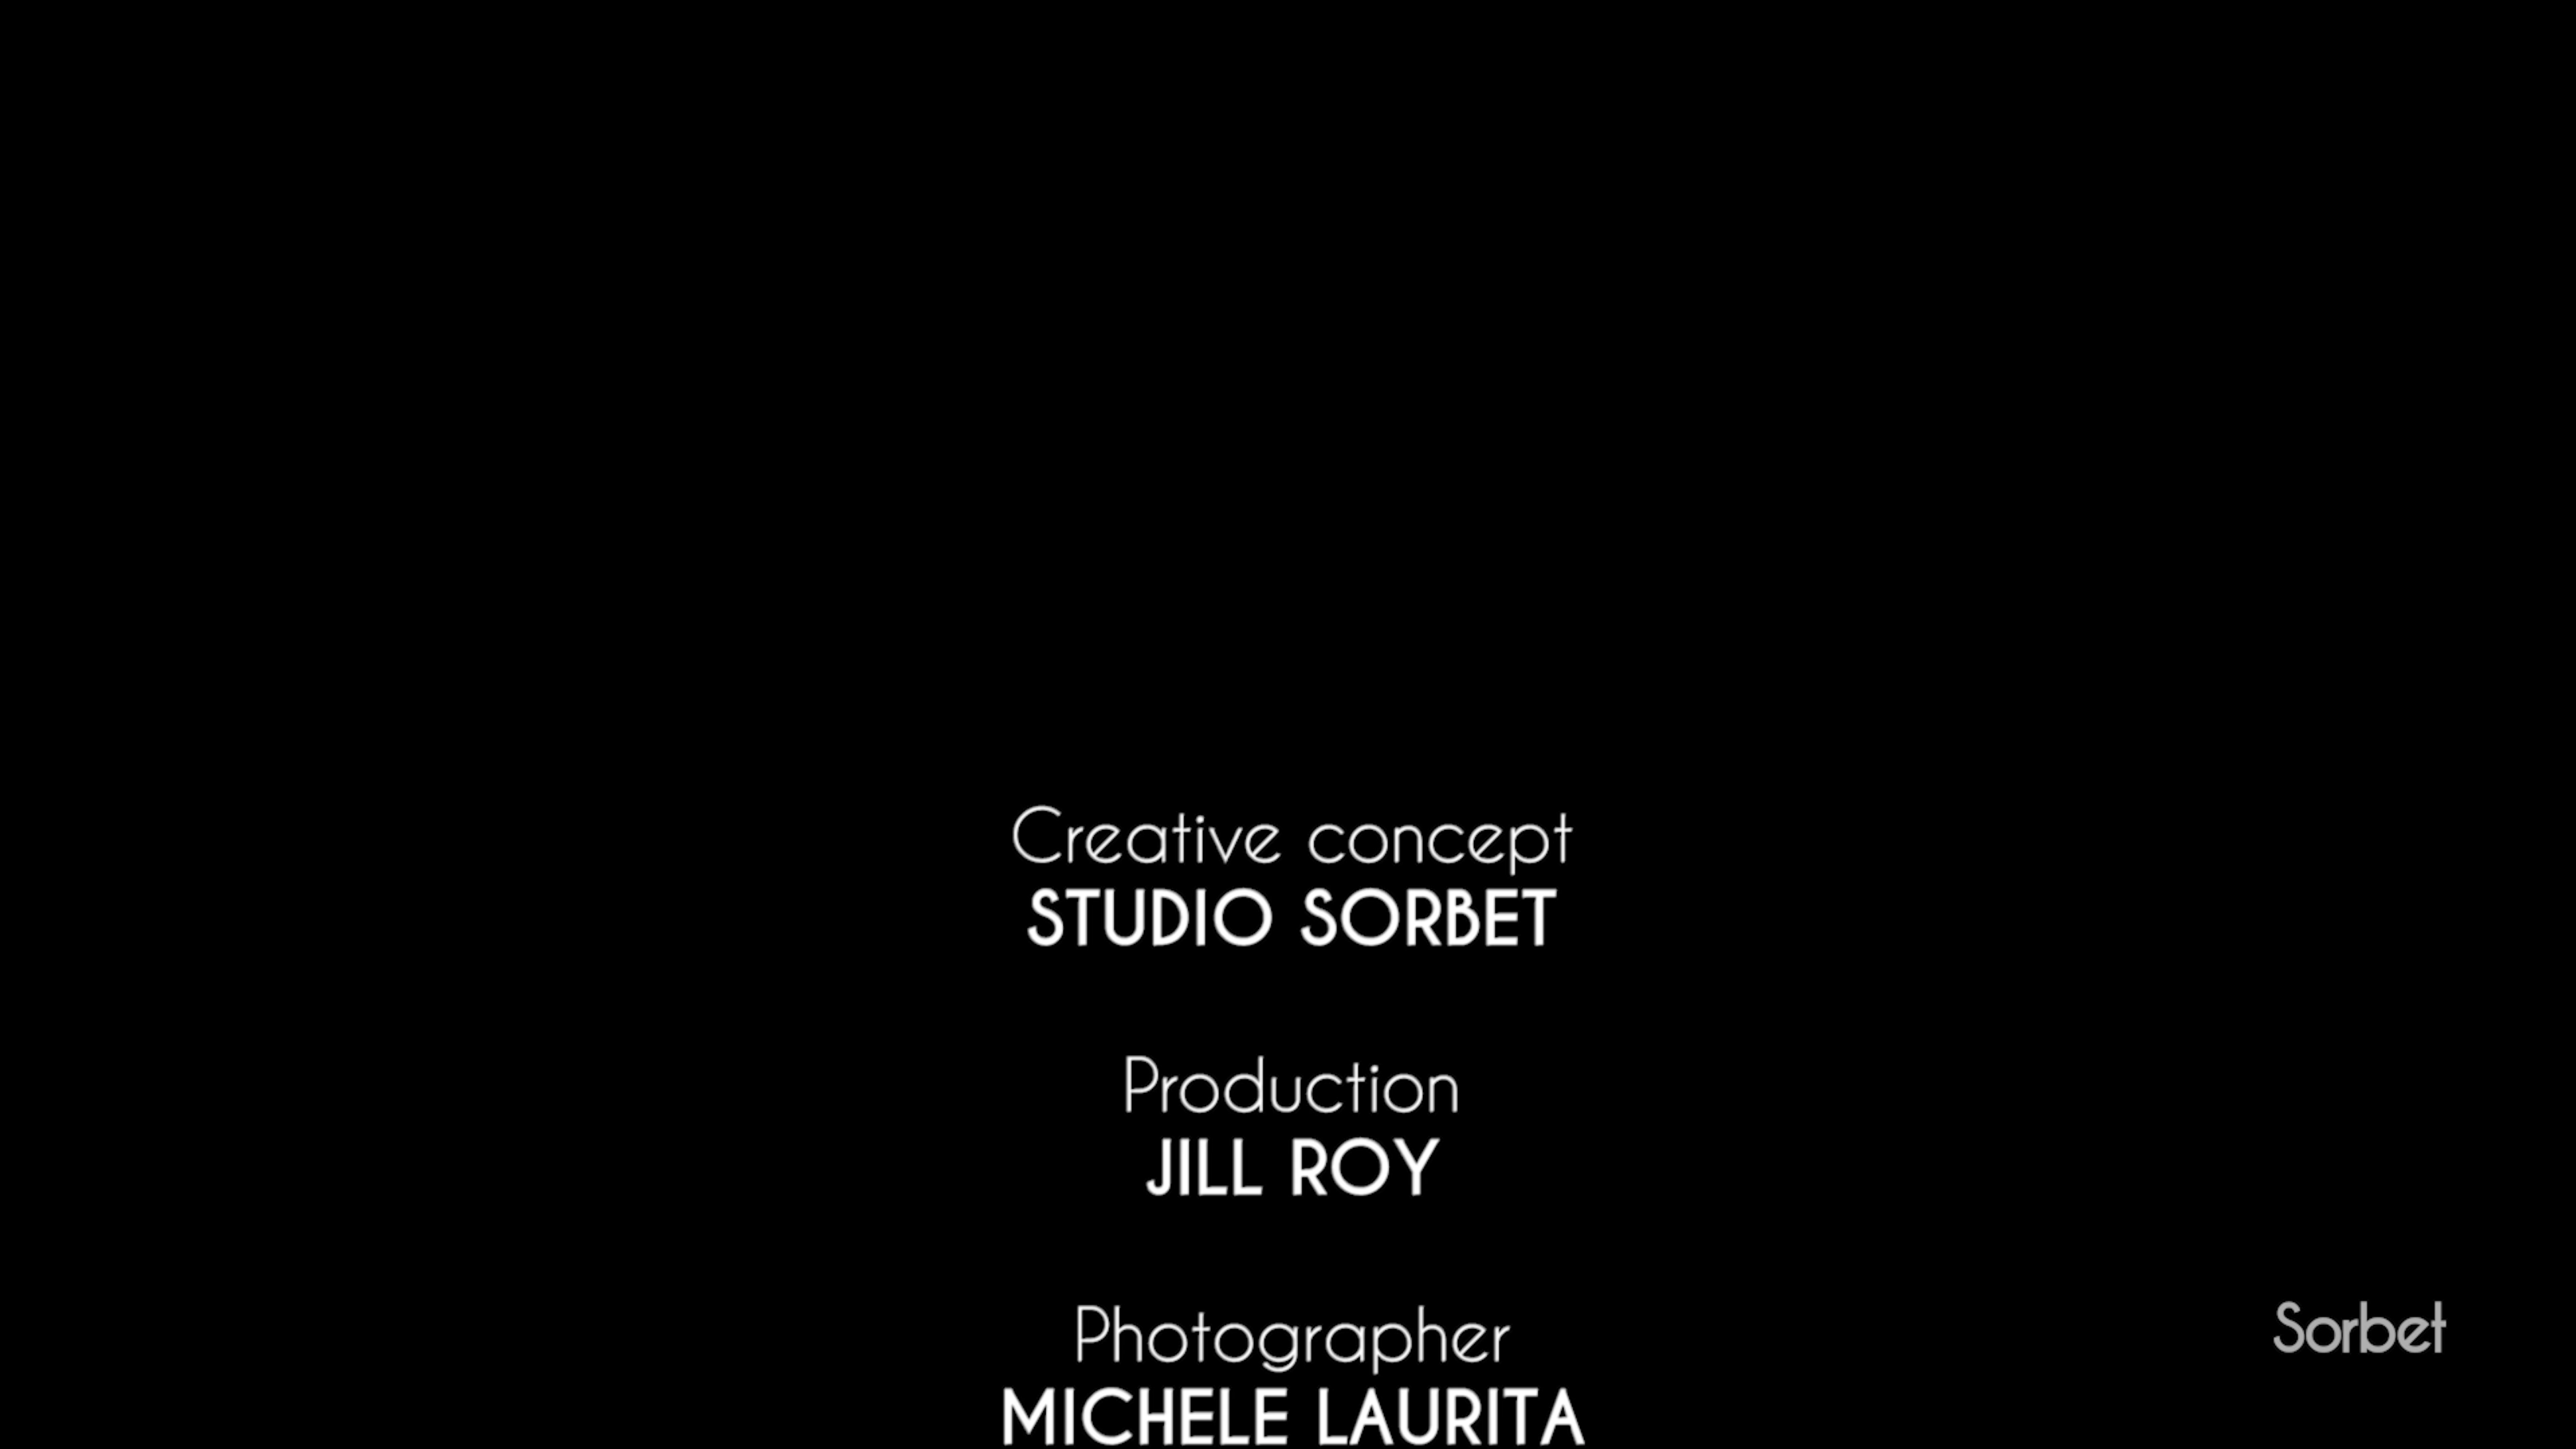 Creative concept
STUDIO SORBET
Production
JILL ROY
Photographer
MICHELE LAURITA
Sorbet